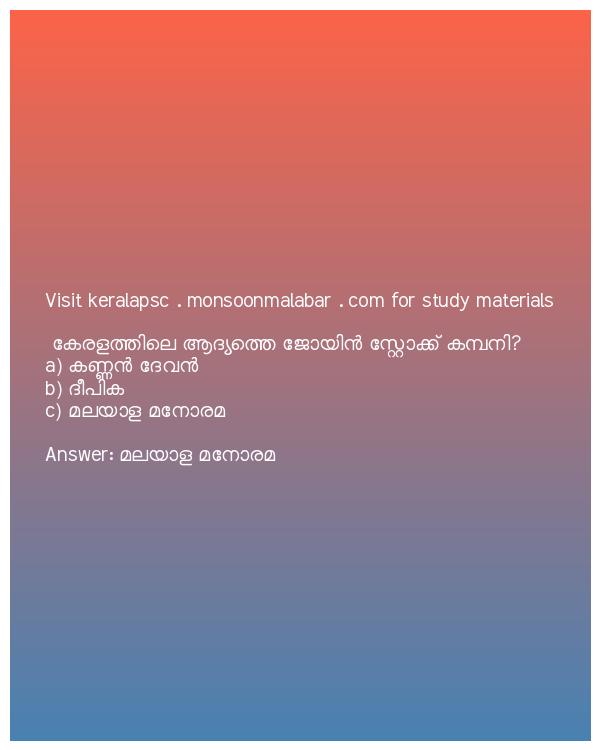 Visit keralapsc . monsoonmalabar . com for study materials
കേരളത്തിലെ ആദ്യത്തെ ജോയിൻ സ്റ്റോക്ക് കമ്പനി?
a) കണ്ണൻ ദേവൻ
b) ദീപിക
c) മലയാള മനോരമ
Answer: മലയാള മനോരമ